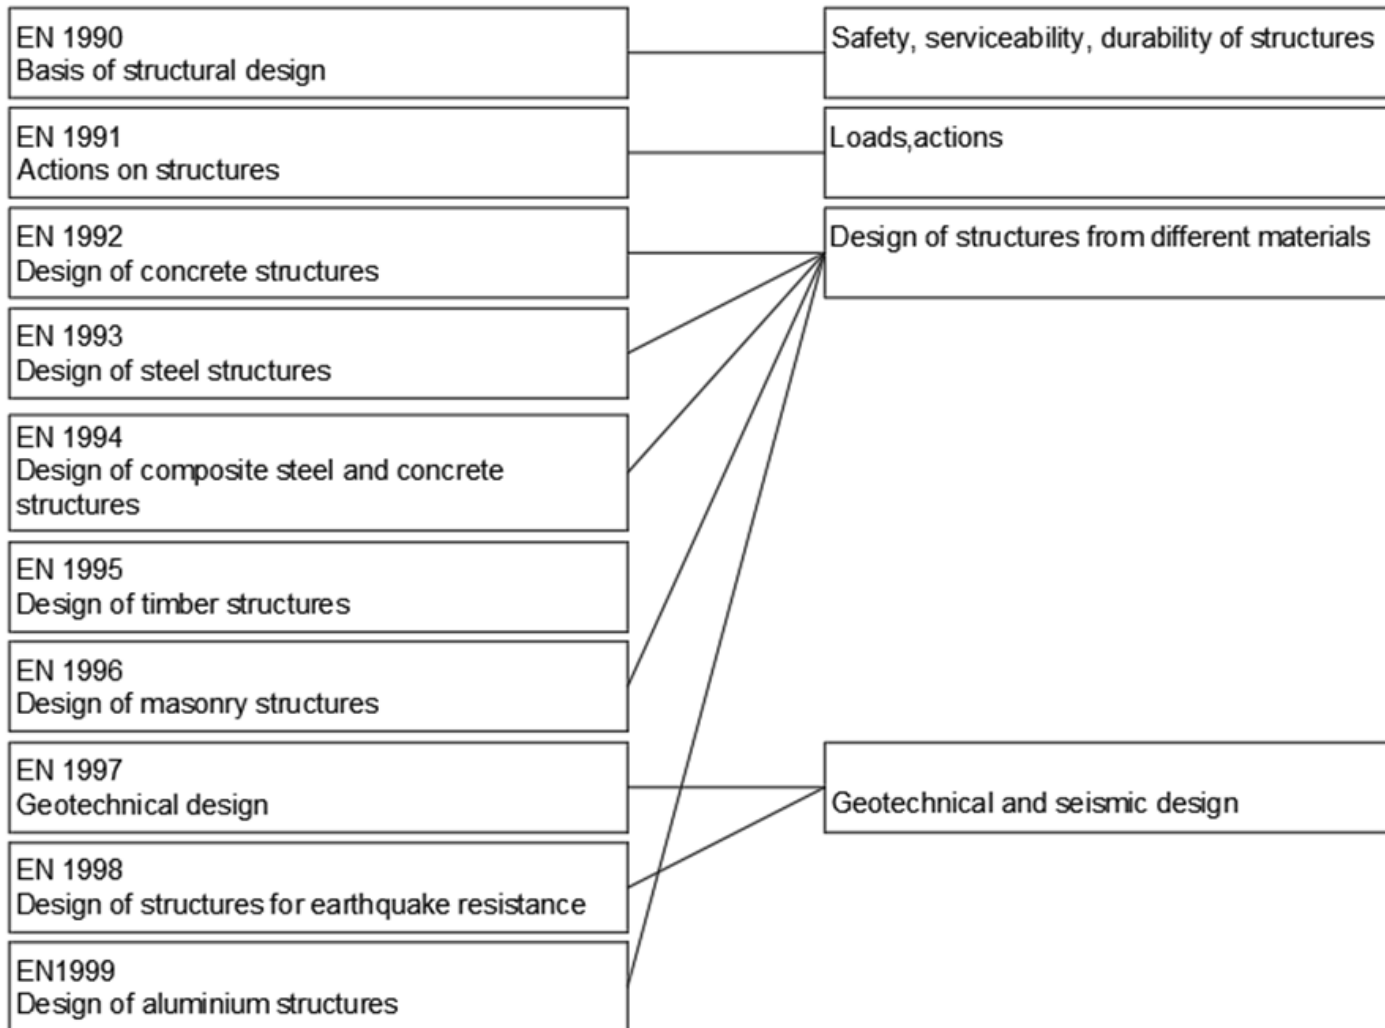 EN 1990
Basis of structural design
Safety, serviceability, durability of structures
EN 1991
Actions on structures
Loads,actions
EN 1992
Design of concrete structures
Design of structures from different materials
EN 1993
Design of steel structures
EN 1994
Design of composite steel and concrete
structures
EN 1995
Design of timber structures
EN 1996
Design of masonry structures
EN 1997
Geotechnical design
Geotechnical and seismic design
EN 1998
Design of structures for earthquake resistance
EN1999
Design of aluminium structures